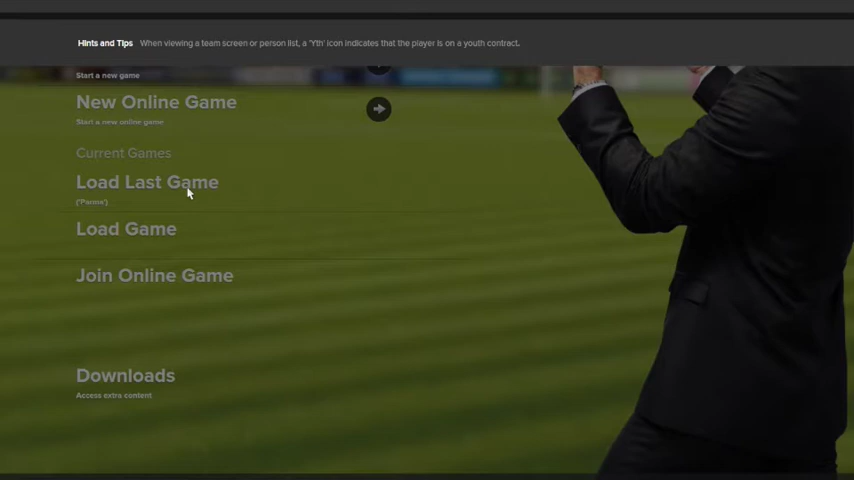 Hints and Tips When viewing a team screen or person list, a 'Yth' icon indicates that the player is on a youth contract.
Start a new game
New Online Game
Start a new online game
Current Games
Load Last Game
('Parma')
Load Game
Join Online Game
Downloads
Access extra content